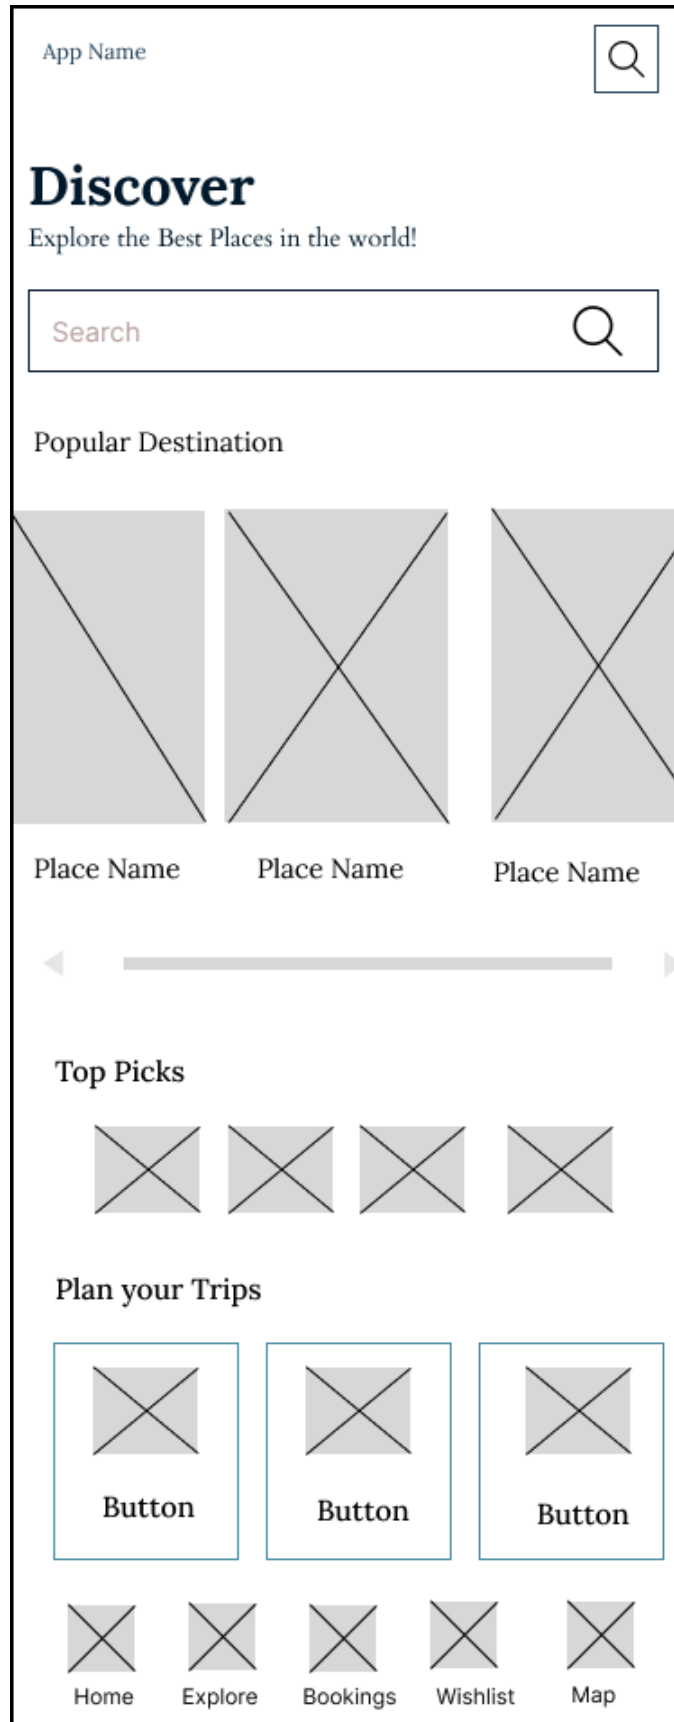 App Name
Discover
Explore the Best Places in the world!
Search
Popular Destination
Place Name Place Name Place Name
Top Picks
Plan your Trips
Button Button Button
Home Explore Bookings Wishlist Map